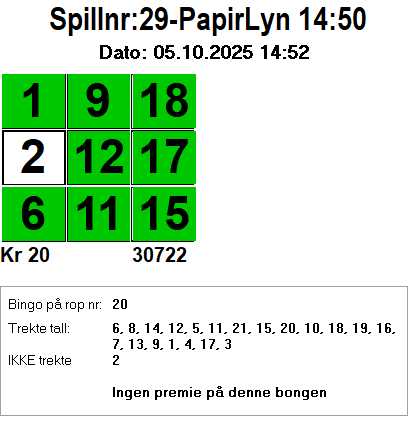 Spillnr:29-PapirLyn 14:50
Dato: 05.10.2025 14:52
1 9 18
2 12 17
6 11 15
Kr 20 30722
Bingo på rop nr: 20
Trekte tall: 6, 8, 14, 12, 5, 11, 21, 15, 20, 10, 18, 19, 16,
7, 13, 9, 1, 4, 17, 3
IKKE trekte 2
Ingen premie på denne bongen